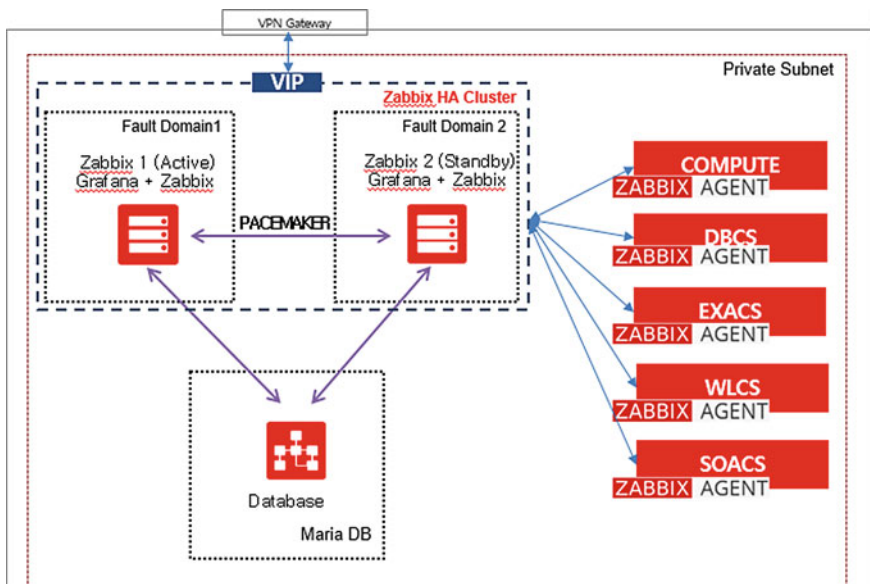 VPN Gateway
Private Subnet
VIP
Zabbix HA Cluster
Fault Domain1
Zabbix 1 (Active)
Grafana + Zabbix
Fault Domain 2
Zabbix 2 (Standby)
Grafana + Zabbix
PACEMAKER
Database
Maria DB
COMPUTE
ZABBIX AGENT
DBCS
ZABBIX AGENT
EXACS
ZABBIX AGENT
WLCS
ZABBIX AGENT
SOACS
ZABBIX AGENT